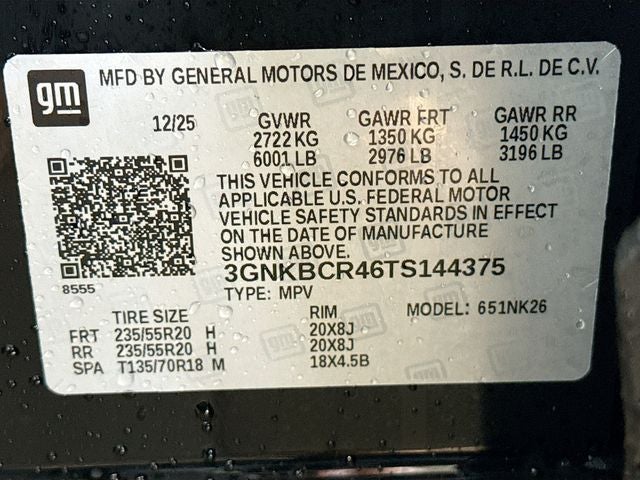 gm
MFD BY GENERAL MOTORS DE MEXICO, S. DE R.L. DE C.V.
12/25 GVWR GAWR FRT GAWR RR
2722 KG 1350 KG 1450 KG
6001 LB 2976 LB 3196 LB
THIS VEHICLE CONFORMS TO ALL
APPLICABLE U.S. FEDERAL MOTOR
VEHICLE SAFETY STANDARDS IN EFFECT
ON THE DATE OF MANUFACTURE
SHOWN ABOVE.
3GNKBCR46TS144375
8555
TYPE: MPV
MODEL: 651NK26
TIRE SIZE RIM
FRT 235/55R20 H 20X8J
RR 235/55R20 H 20X8J
SPA T135/70R18 M 18X4.5B